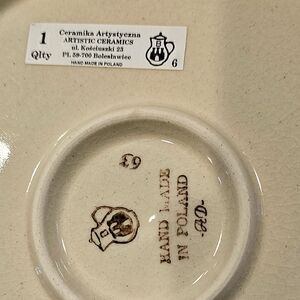 1
Qlty
Ceramika Artystyczna
ARTISTIC CERAMICS
ul. Kościuszki 23
PL 59-700 Bolesławiec
HAND MADE IN POLAND
6
63
HAND MADE
IN POLAND